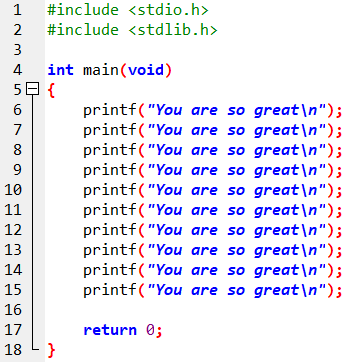 1 #include <stdio.h>
2 #include <stdlib.h>
3
4 int main(void)
5 {
6 printf("You are so great\n");
7 printf("You are so great\n");
8 printf("You are so great\n");
9 printf("You are so great\n");
10 printf("You are so great\n");
11 printf("You are so great\n");
12 printf("You are so great\n");
13 printf("You are so great\n");
14 printf("You are so great\n");
15 printf("You are so great\n");
16
17 return 0;
18 }